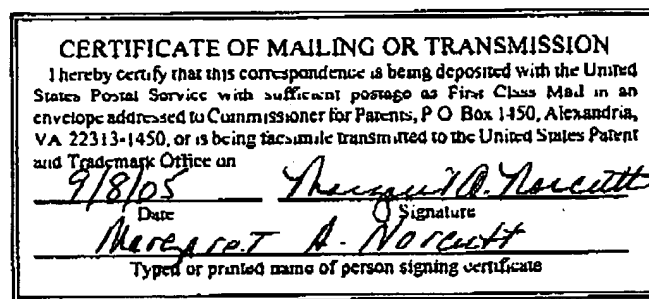 CERTIFICATE OF MAILING OR TRANSMISSION
I hereby certify that this correspondence is being deposited with the United
States Postal Service with sufficient postage as First Class Mail in an
envelope addressed to Commissioner for Patents, P O Box 1450, Alexandria,
VA 22313-1450, or is being facsimile transmitted to the United States Patent
and Trademark Office on
9/8/05 Margaret A. Norcutt
Date Signature
Margaret A. Norcutt
Typed or printed name of person signing certificate